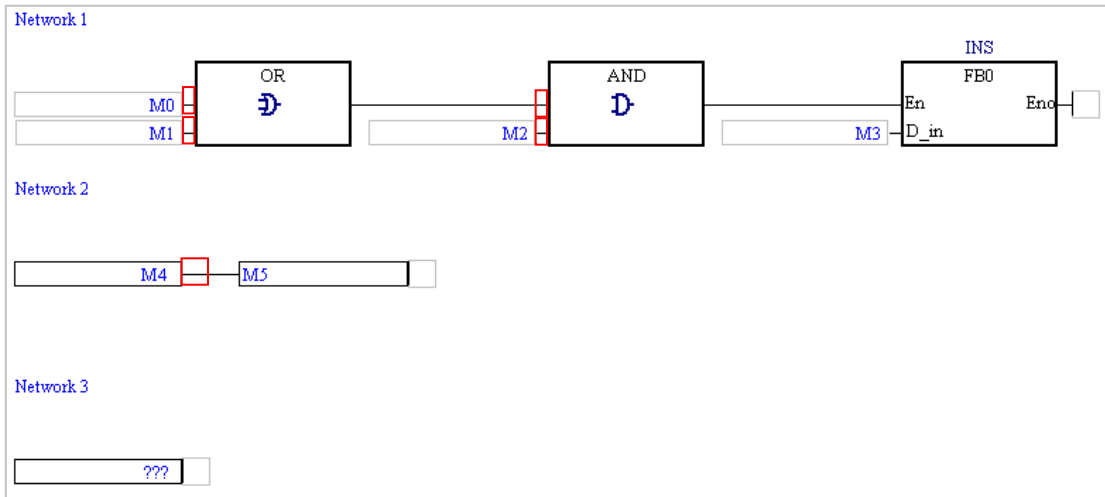 Network 1
INS
OR
AND
FB0
M0
En
Eno
M1
M2
M3
D_in
Network 2
M4
M5
Network 3
???